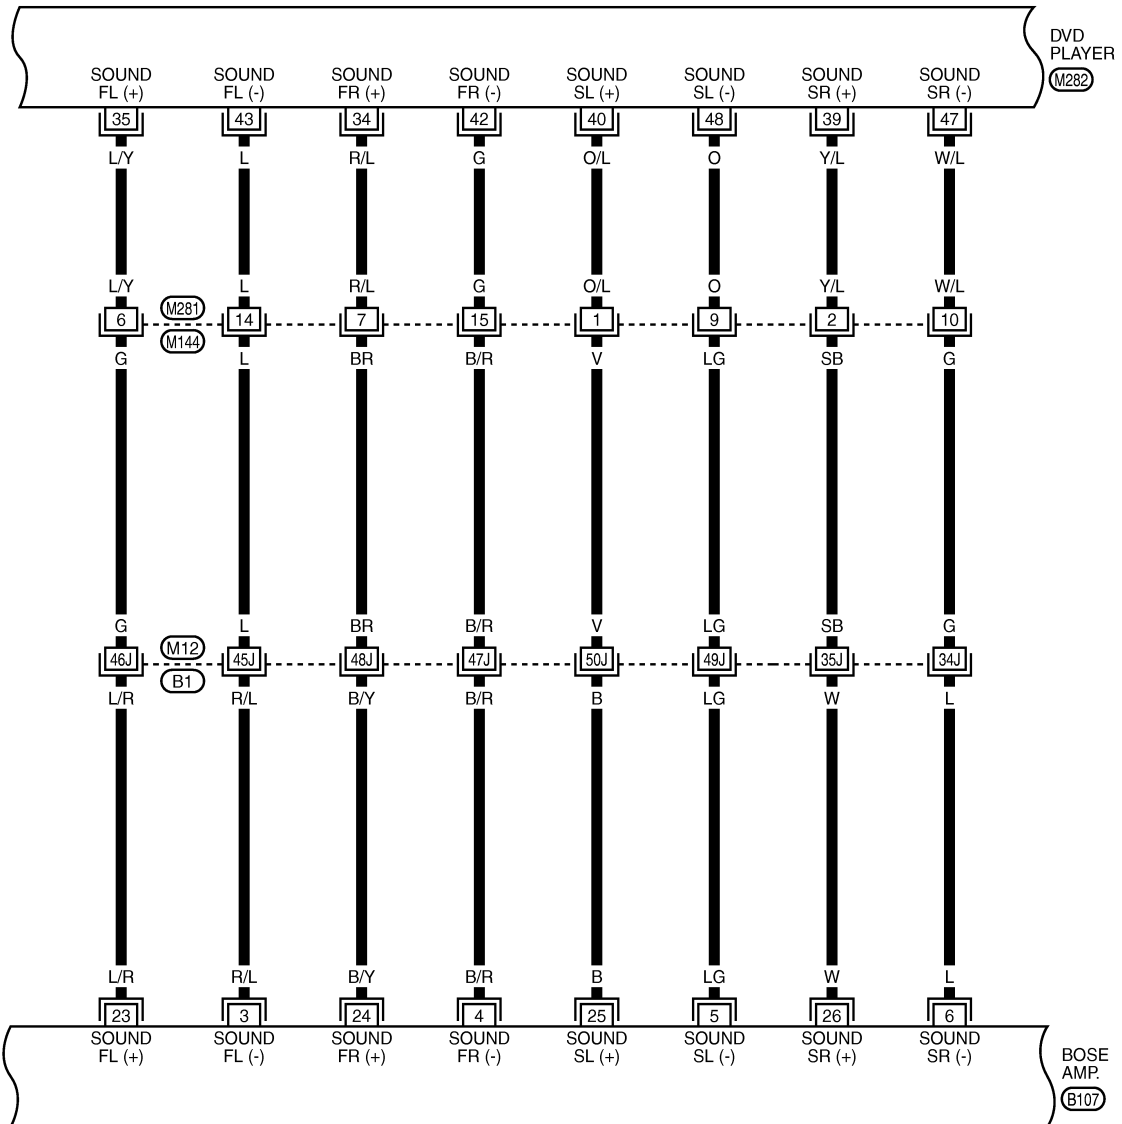 DVD
PLAYER
M282
SOUND SOUND SOUND SOUND SOUND SOUND SOUND SOUND
FL (+) FL (-) FR (+) FR (-) SL (+) SL (-) SR (+) SR (-)
35 43 34 42 40 48 39 47
L/Y L R/L G O/L O Y/L W/L
L/Y L R/L G O/L O Y/L W/L
M281
6 14 7 15 1 9 2 10
M144
G L BR B/R V LG SB G
G L BR B/R V LG SB G
M12
46J 45J 48J 47J 50J 49J 35J 34J
B1
L/R R/L B/Y B/R B LG W L
L/R R/L B/Y B/R B LG W L
23 3 24 4 25 5 26 6
SOUND SOUND SOUND SOUND SOUND SOUND SOUND SOUND
FL (+) FL (-) FR (+) FR (-) SL (+) SL (-) SR (+) SR (-)
BOSE
AMP.
B107